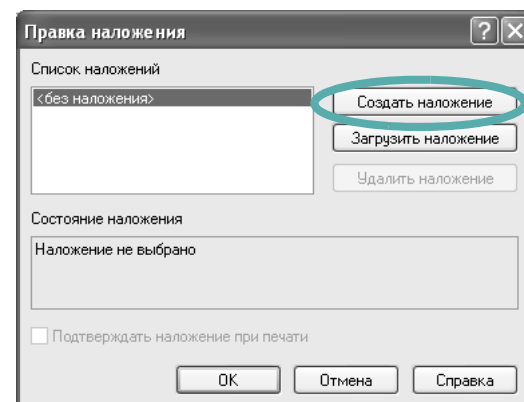 Правка наложения
Список наложений
<без наложения>
Создать наложение
Загрузить наложение
Удалить наложение
Состояние наложения
Наложение не выбрано
Подтверждать наложение при печати
OK Отмена Справка